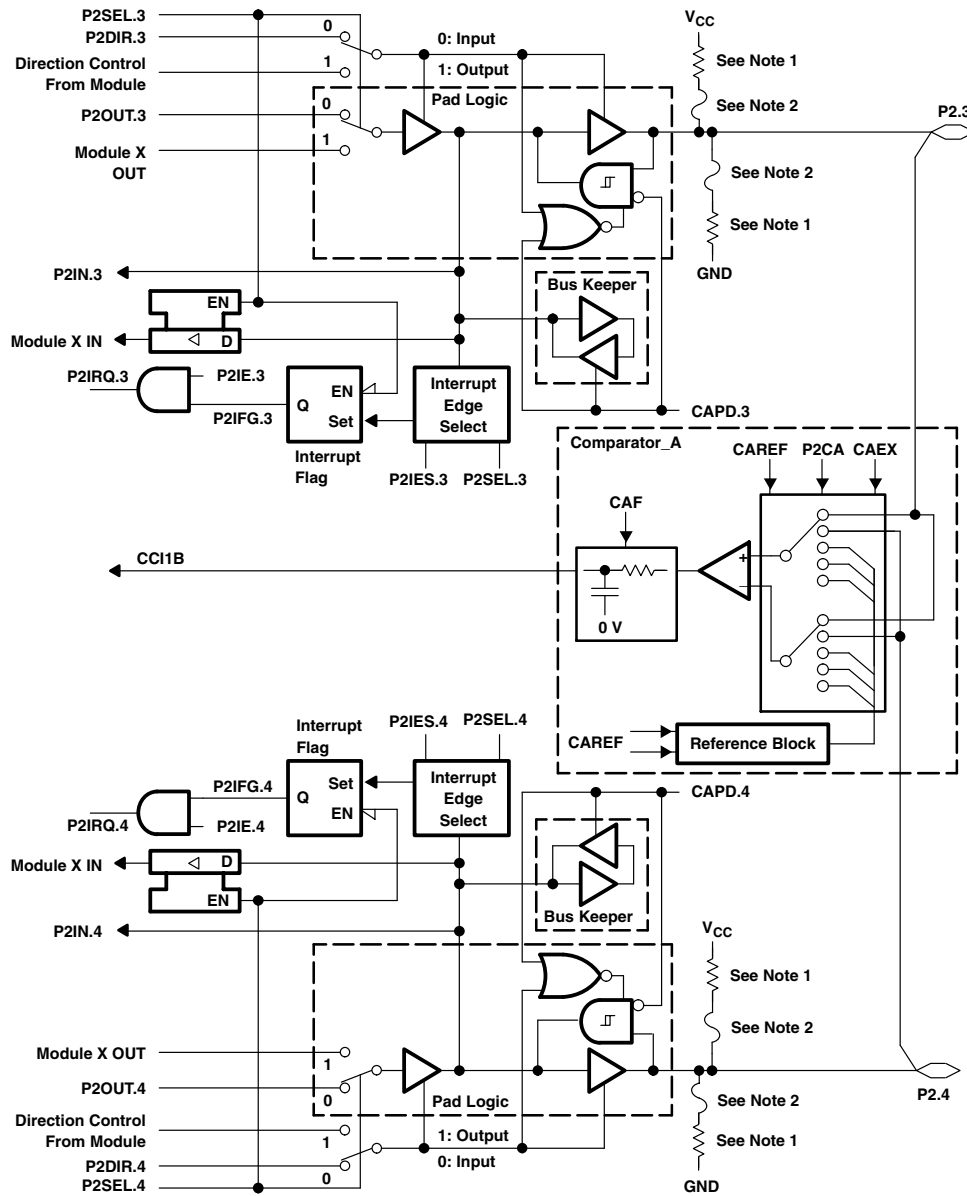 P2SEL.3
P2DIR.3
0
Direction Control
From Module
1
0: Input
1: Output
Pad Logic
P2OUT.3
0
Module X
OUT
1
VCC
See Note 1
See Note 2
P2.3
See Note 2
See Note 1
GND
P2IN.3
Bus Keeper
EN
Module X IN
D
P2IRQ.3
P2IE.3
P2IFG.3
Q
EN
Set
Interrupt
Edge
Select
Interrupt
Flag
P2IES.3
P2SEL.3
CAPD.3
Comparator_A
CAREF
P2CA
CAEX
CAF
CCI1B
+
−
0 V
CAREF
Reference Block
Interrupt
Flag
P2IES.4
P2SEL.4
P2IFG.4
Q
Set
EN
Interrupt
Edge
Select
P2IRQ.4
P2IE.4
CAPD.4
Module X IN
D
EN
Bus Keeper
P2IN.4
VCC
See Note 1
See Note 2
Module X OUT
1
P2OUT.4
0
Pad Logic
P2.4
See Note 2
See Note 1
GND
Direction Control
From Module
1
1: Output
0: Input
P2DIR.4
0
P2SEL.4